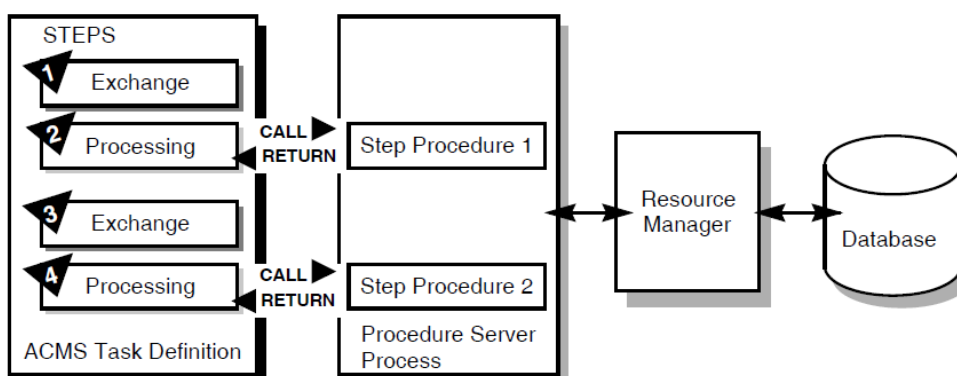 STEPS
1
Exchange
2
Processing
CALL
RETURN
Step Procedure 1
3
Exchange
4
Processing
CALL
RETURN
Step Procedure 2
ACMS Task Definition
Procedure Server
Process
Resource
Manager
Database